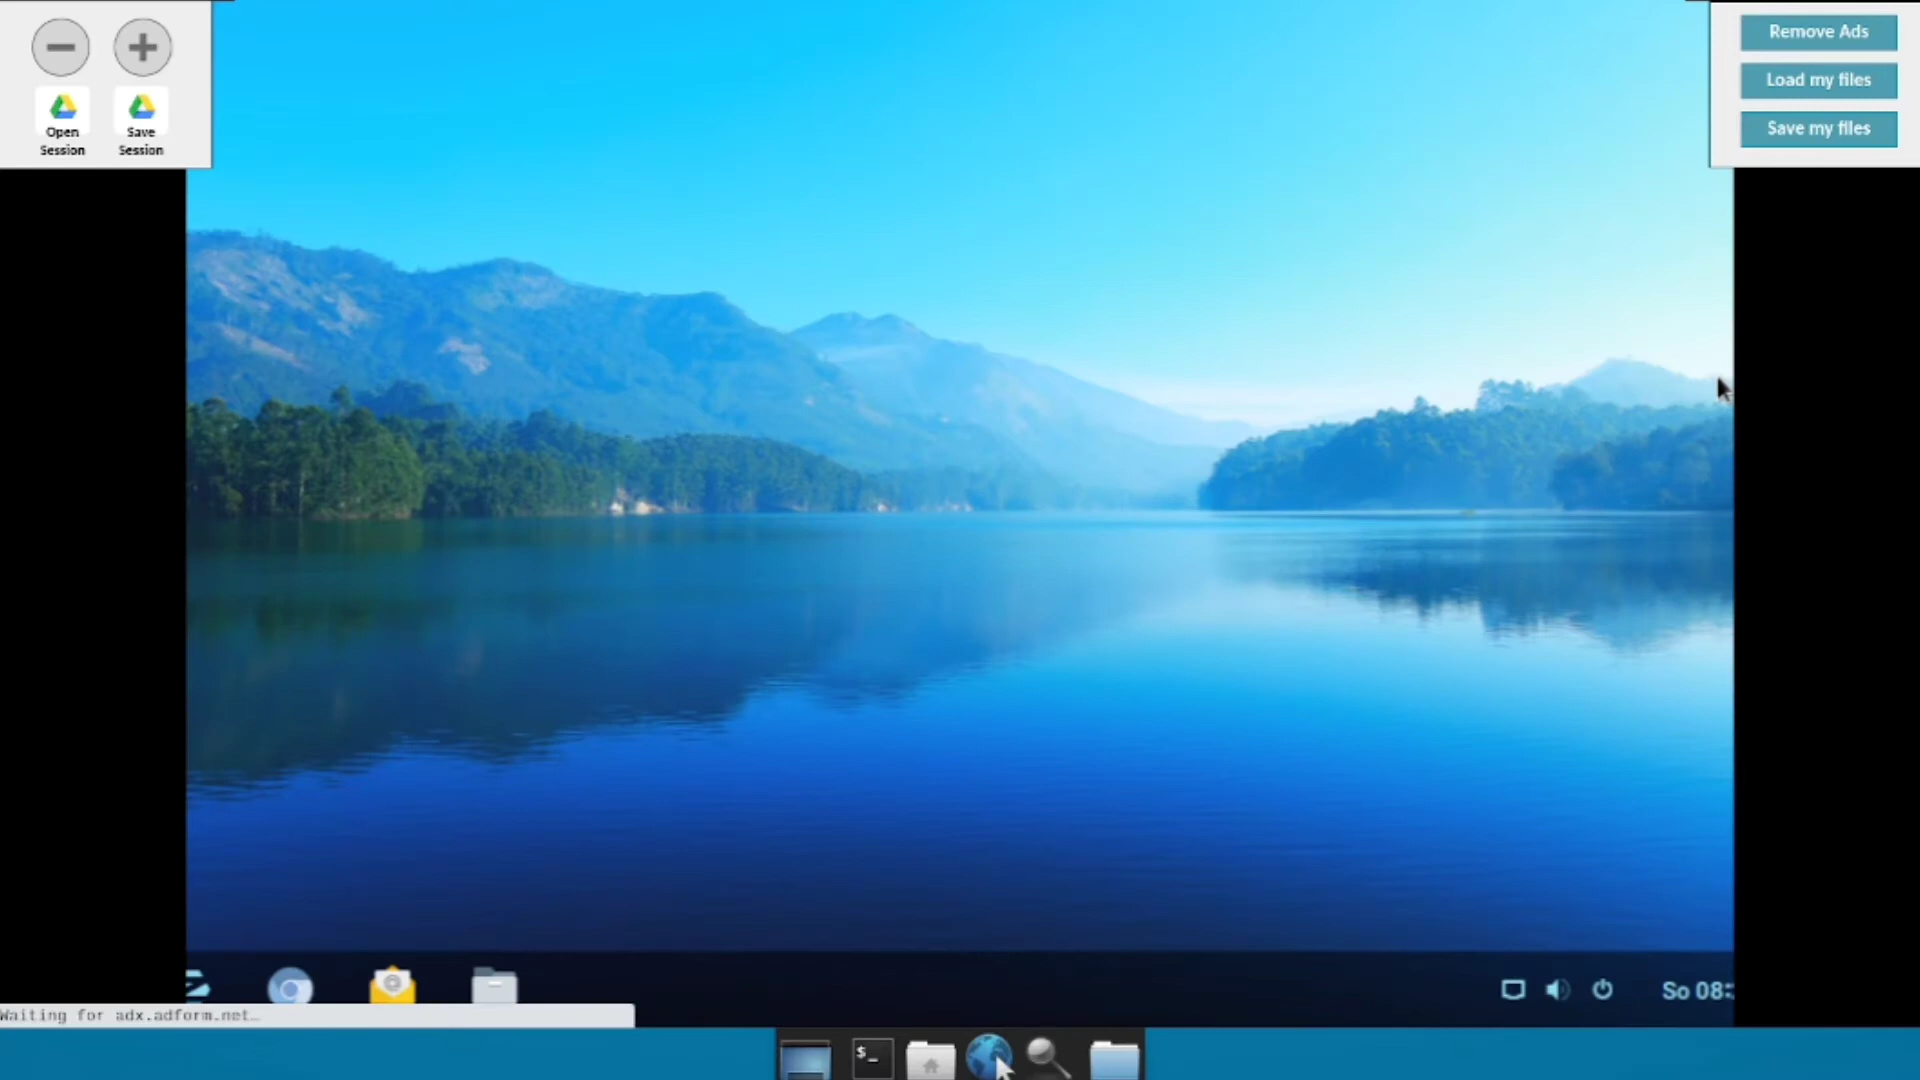 Open
Session
Save
Session
Remove Ads
Load my files
Save my files
So 08:
Waiting for adx.adform.net…
$_